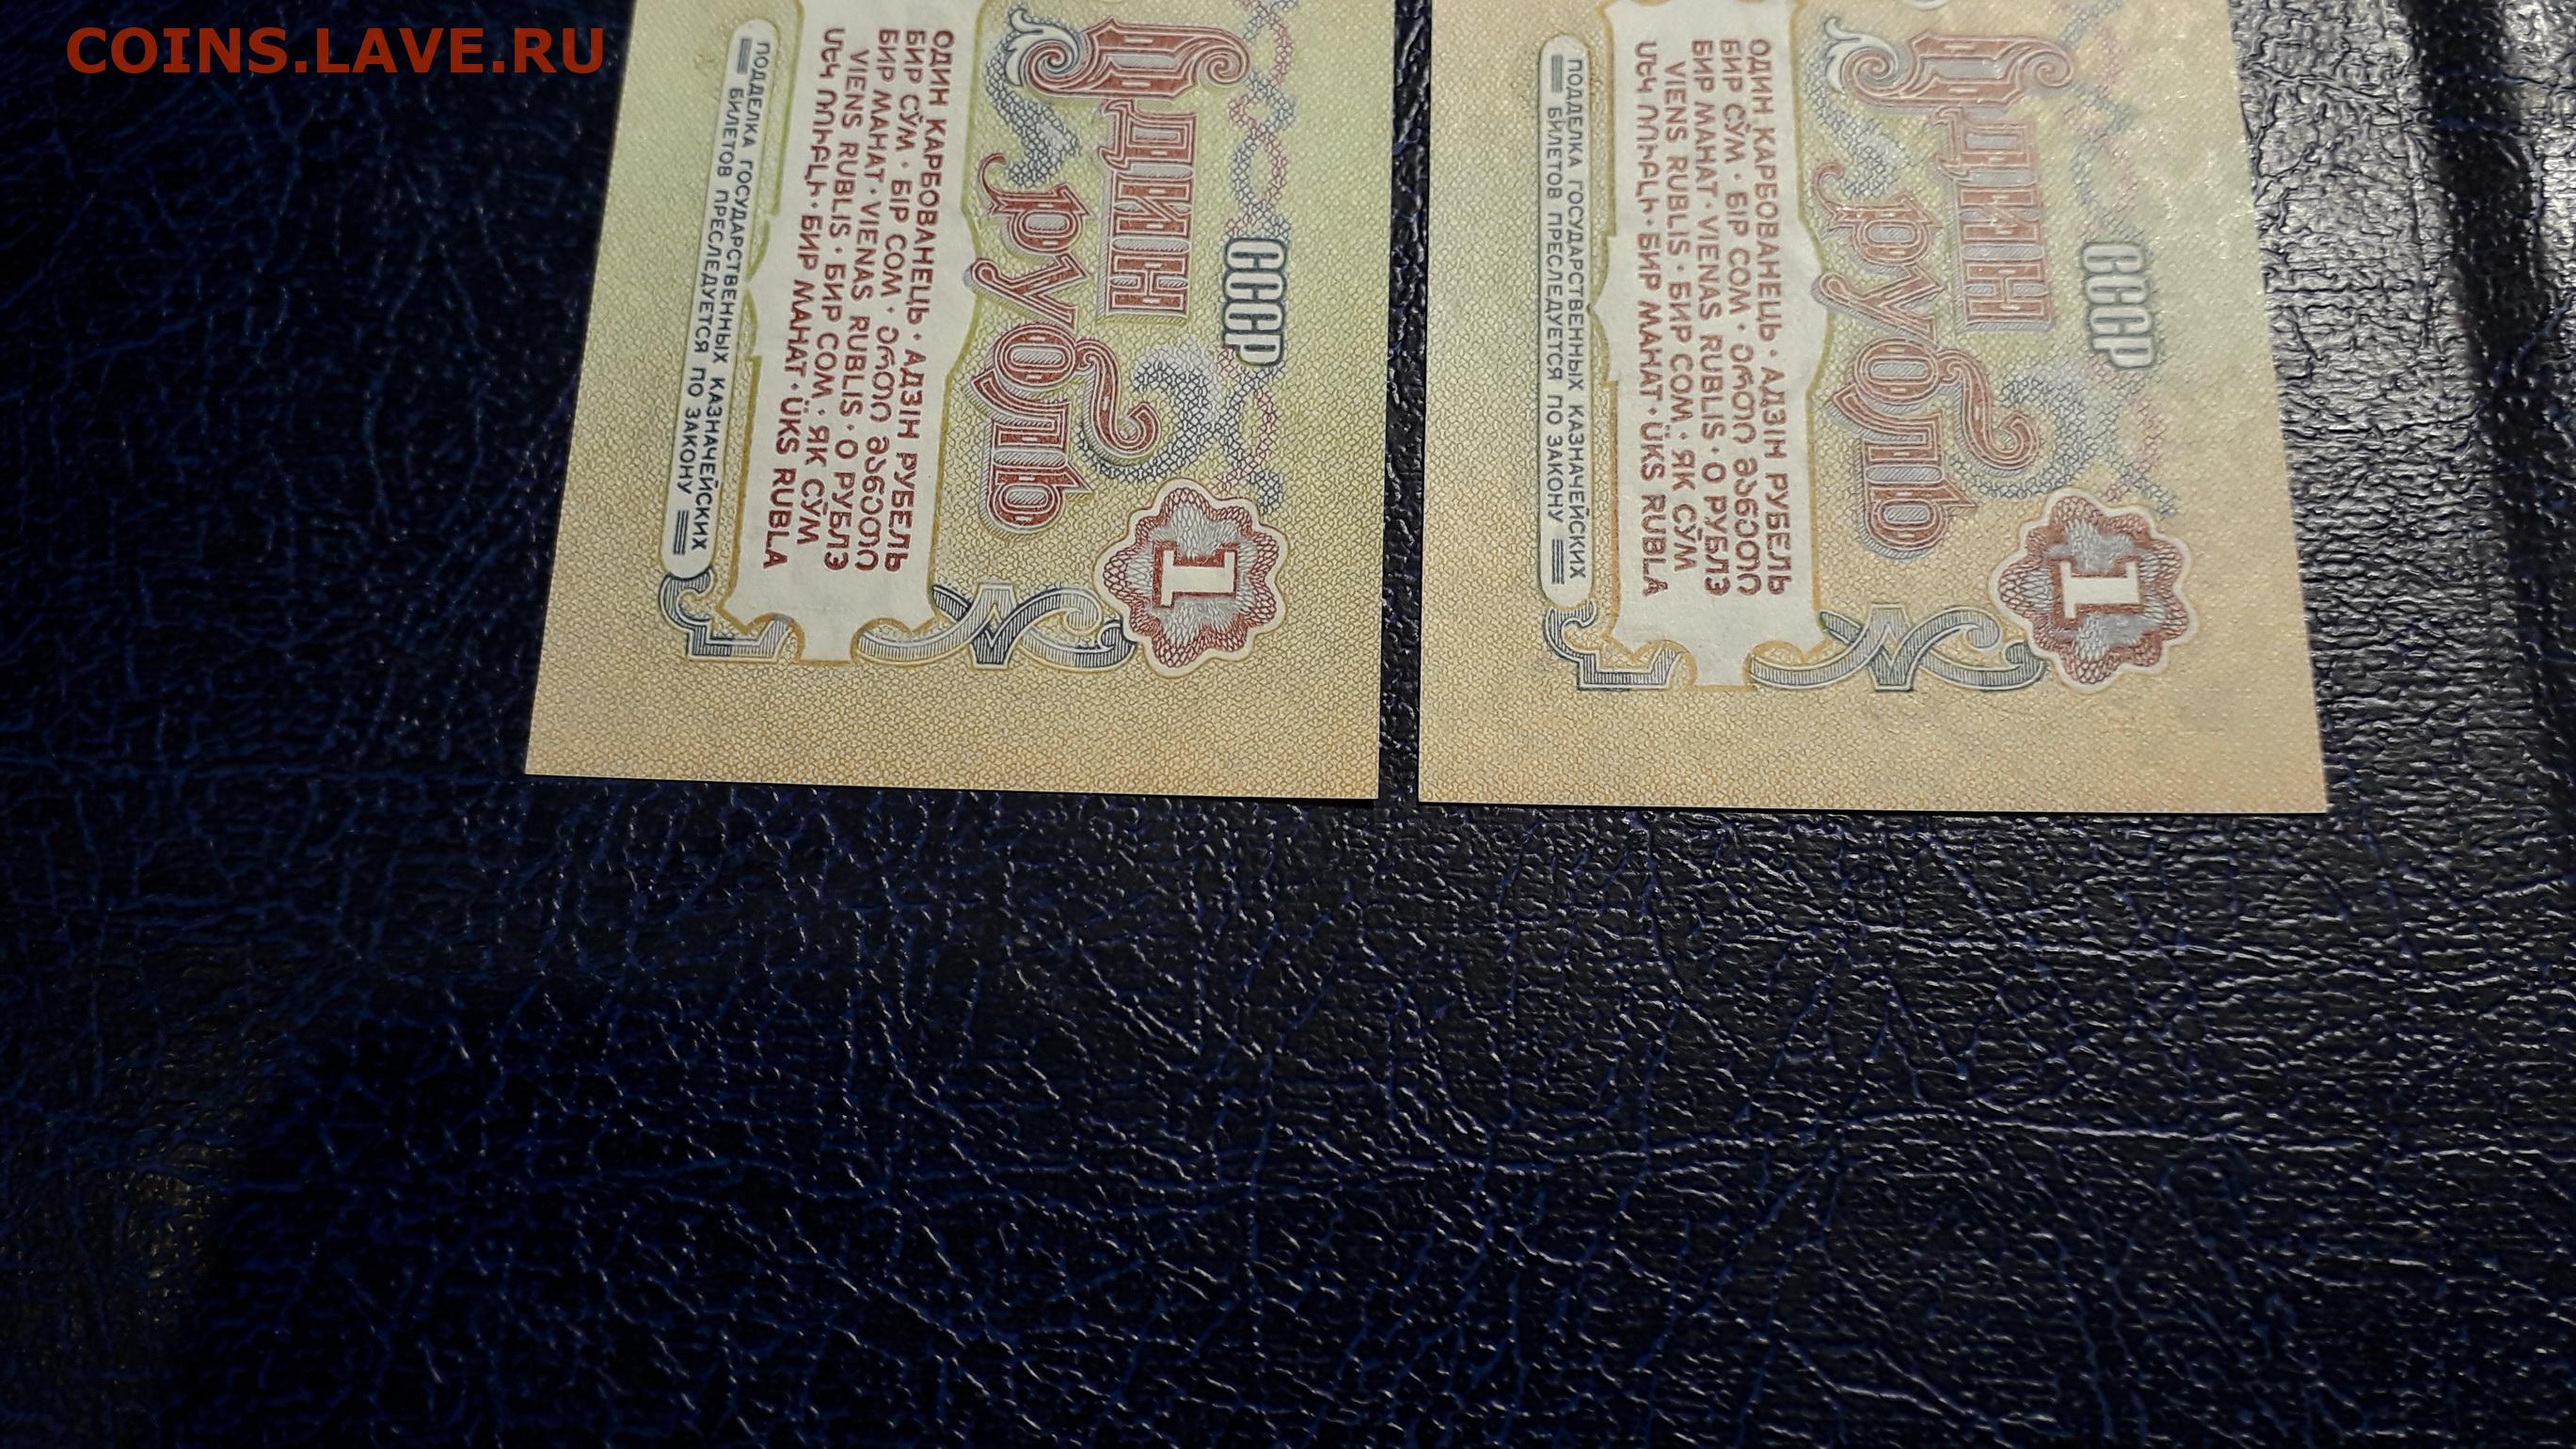 COINS.LAVE.RU
СССР
Один
рубль
1
ОДИН КАРБОВАНЕЦЬ · АДЗІН РУБЕЛЬ
БИР СЎМ · БІР СОМ · ერთი მანეთი
БИР МАНАТ · VIENAS RUBLIS · О РУБЛЭ
VIENS RUBLIS · БИР СОМ · ЯК СӮМ
ՄԵԿ ՌՈՒԲԼԻ · БИР МАНАТ · ÜKS RUBLA
ПОДДЕЛКА ГОСУДАРСТВЕННЫХ КАЗНАЧЕЙСКИХ
БИЛЕТОВ ПРЕСЛЕДУЕТСЯ ПО ЗАКОНУ
СССР
Один
рубль
1
ОДИН КАРБОВАНЕЦЬ · АДЗІН РУБЕЛЬ
БИР СЎМ · БІР СОМ · ერთი მანეთი
БИР МАНАТ · VIENAS RUBLIS · О РУБЛЭ
VIENS RUBLIS · БИР СОМ · ЯК СӮМ
ՄԵԿ ՌՈՒԲԼԻ · БИР МАНАТ · ÜKS RUBLA
ПОДДЕЛКА ГОСУДАРСТВЕННЫХ КАЗНАЧЕЙСКИХ
БИЛЕТОВ ПРЕСЛЕДУЕТСЯ ПО ЗАКОНУ